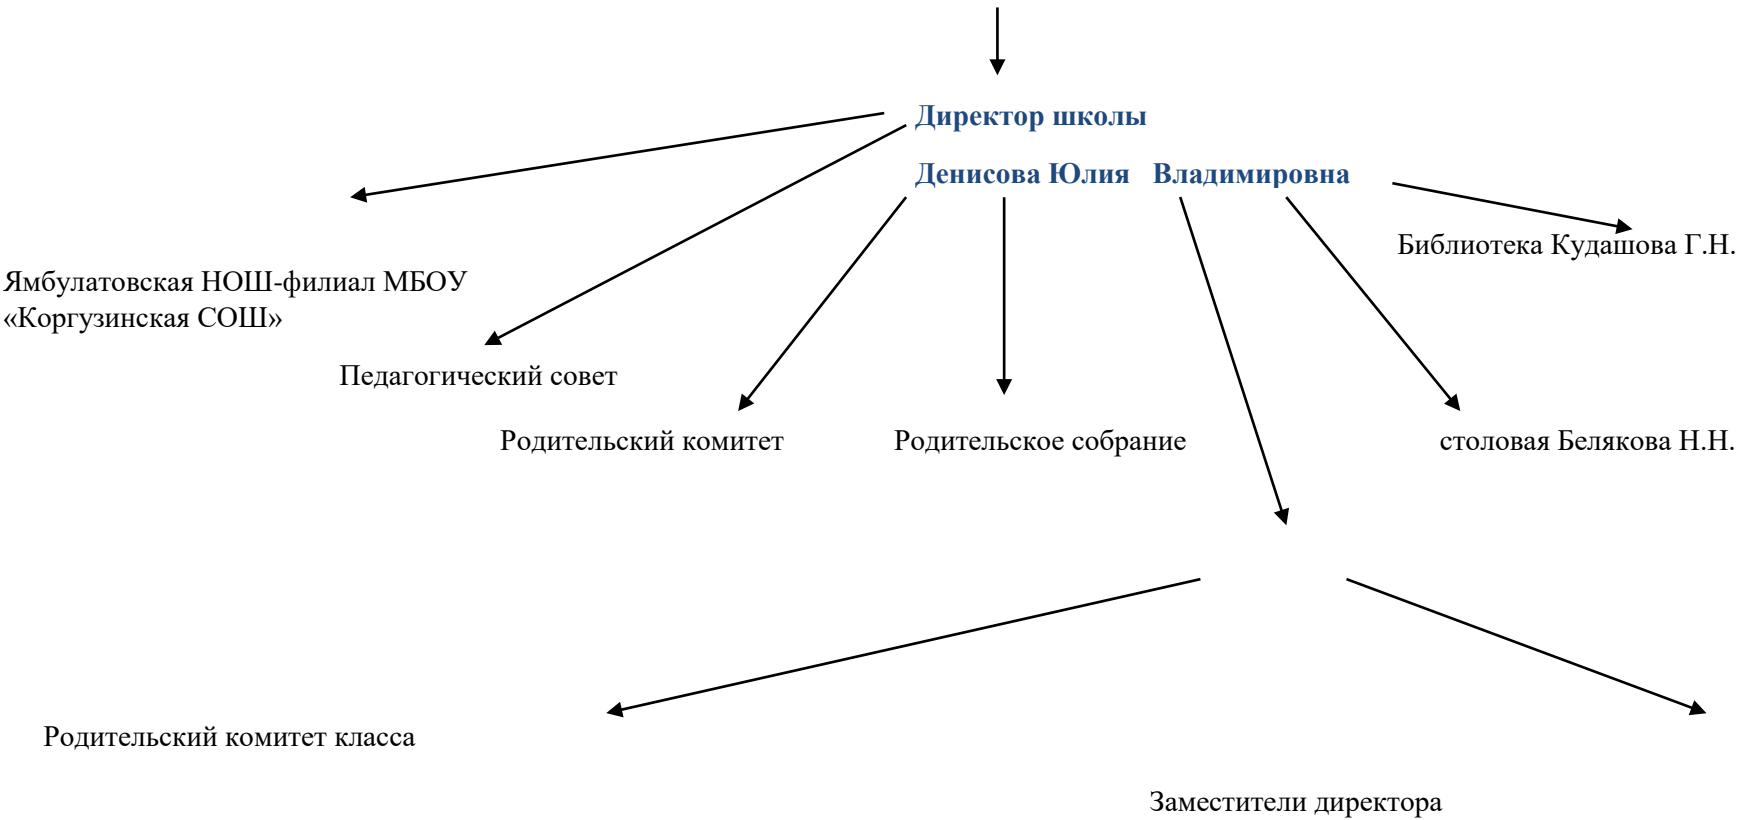 Директор школы
Денисова Юлия Владимировна
Библиотека Кудашова Г.Н.
Ямбулатовская НОШ-филиал МБОУ
«Коргузинская СОШ»
Педагогический совет
Родительский комитет
Родительское собрание
столовая Белякова Н.Н.
Родительский комитет класса
Заместители директора